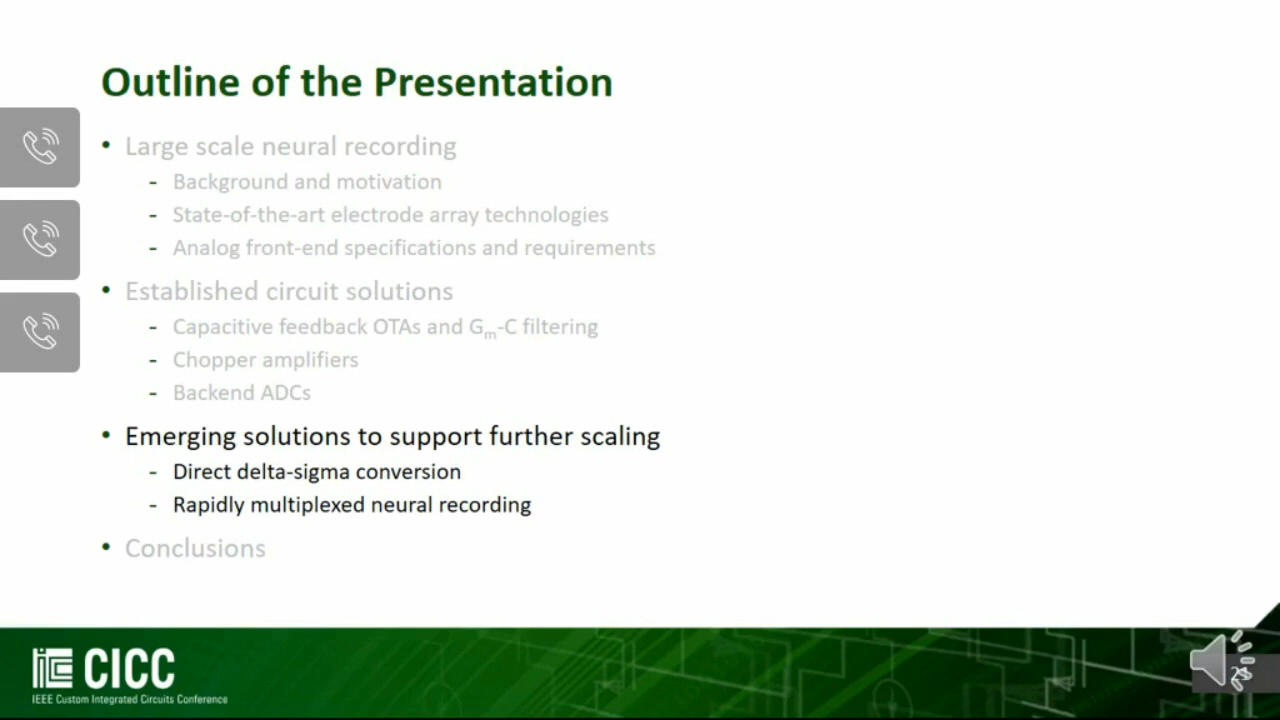 Outline of the Presentation
• Large scale neural recording
- Background and motivation
- State-of-the-art electrode array technologies
- Analog front-end specifications and requirements
• Established circuit solutions
- Capacitive feedback OTAs and Gm-C filtering
- Chopper amplifiers
- Backend ADCs
• Emerging solutions to support further scaling
- Direct delta-sigma conversion
- Rapidly multiplexed neural recording
• Conclusions
CICC
IEEE Custom Integrated Circuits Conference